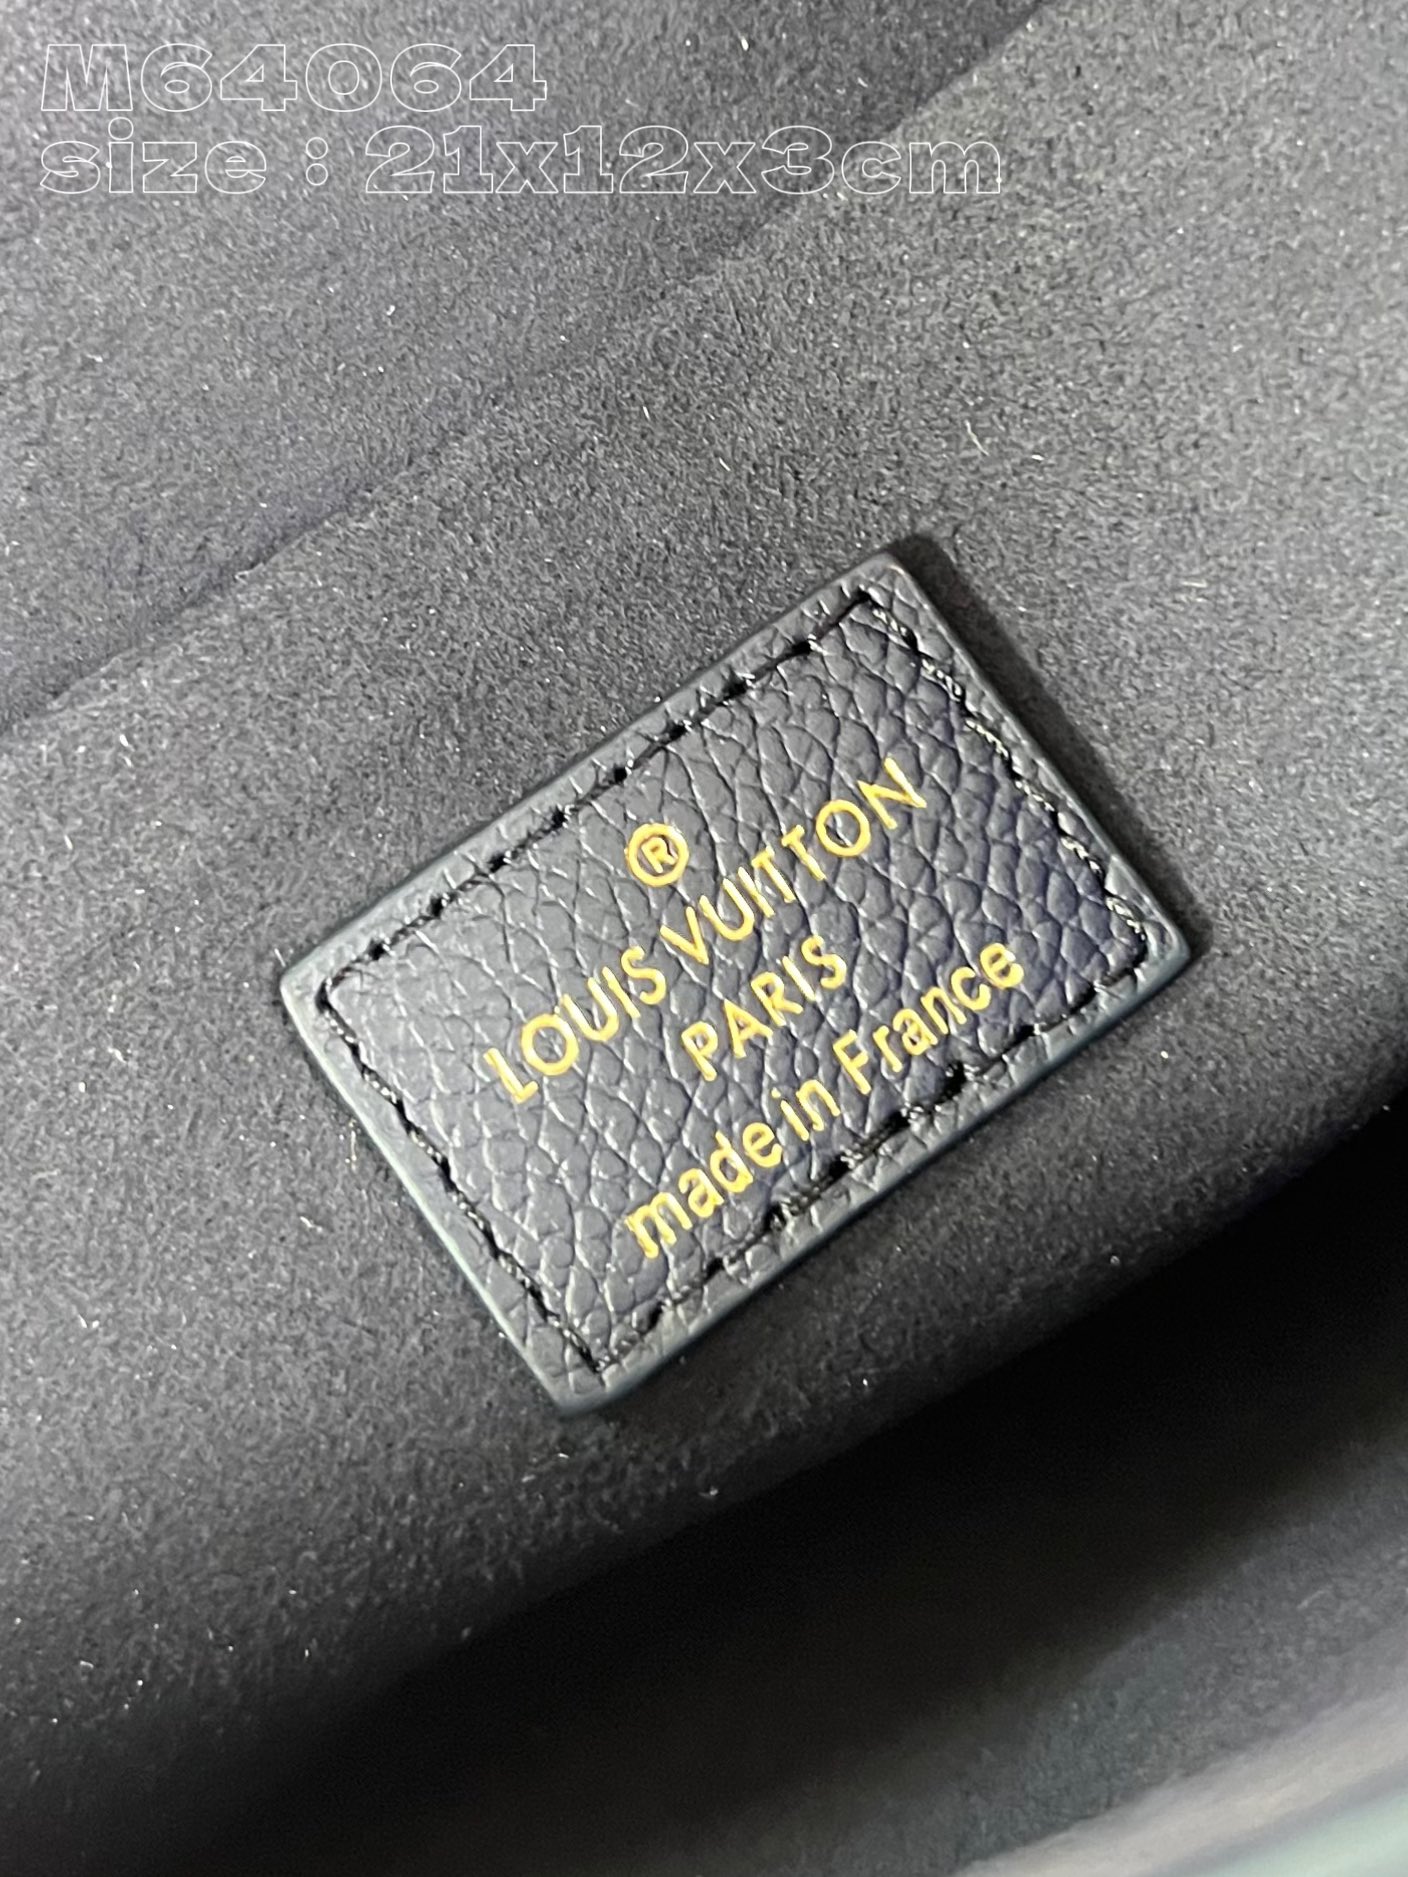 M64064
size : 21x12x3cm
®
LOUIS VUITTON
PARIS
made in France